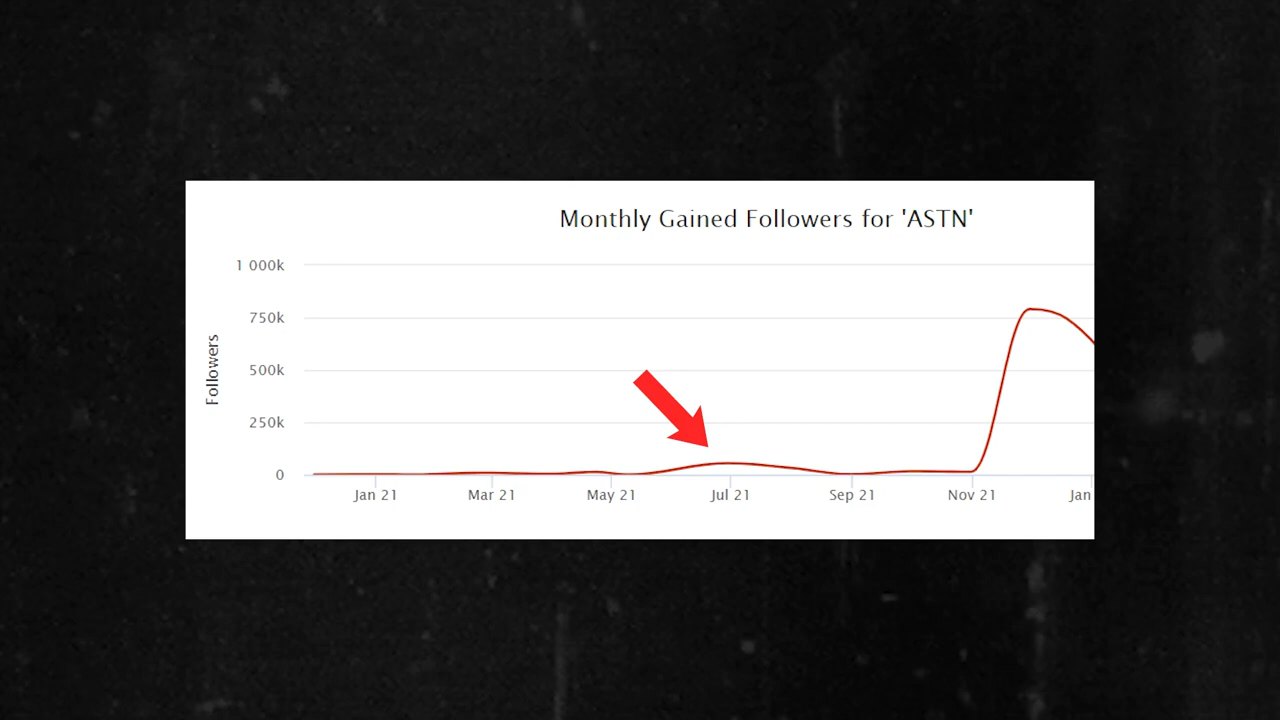 Monthly Gained Followers for 'ASTN'
1 000k
750k
500k
250k
0
Followers
Jan 21
Mar 21
May 21
Jul 21
Sep 21
Nov 21
Jan